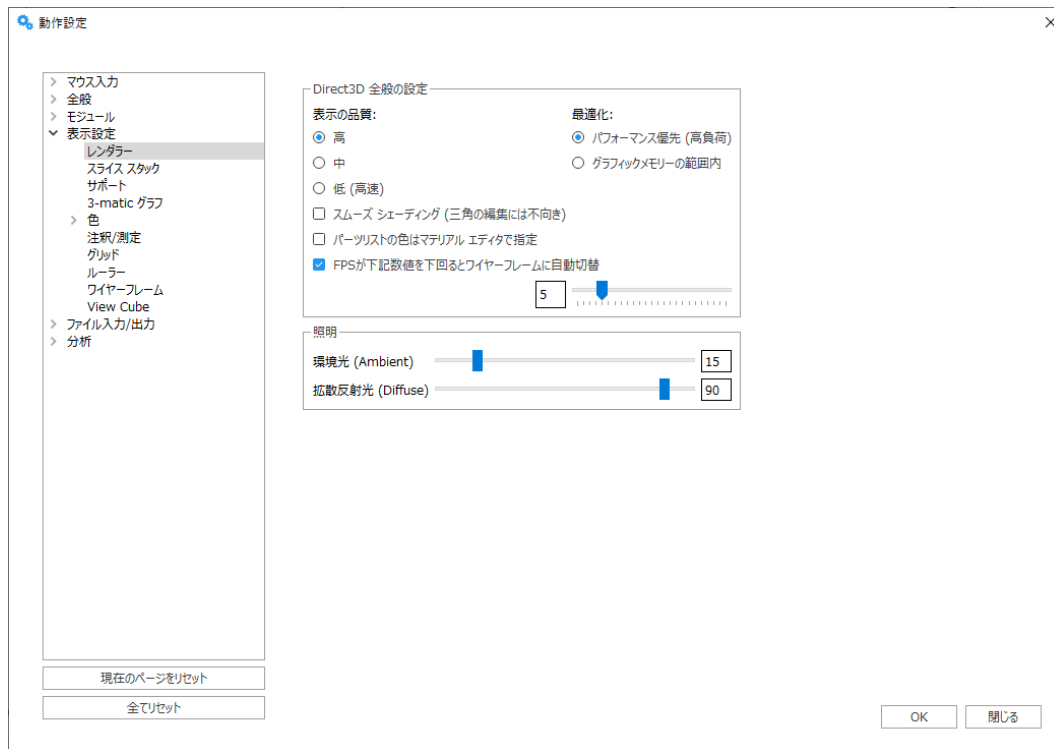 動作設定
マウス入力
全般
モジュール
表示設定
レンダラー
スライス スタック
サポート
3-matic グラフ
色
注釈/測定
グリッド
ルーラー
ワイヤーフレーム
View Cube
ファイル入力/出力
分析
現在のページをリセット
全てリセット
Direct3D 全般の設定
表示の品質:
高
中
低 (高速)
最適化:
パフォーマンス優先 (高負荷)
グラフィックメモリーの範囲内
スムーズ シェーディング (三角の編集には不向き)
パーツリストの色はマテリアル エディタで指定
FPSが下記数値を下回るとワイヤーフレームに自動切替
5
照明
環境光 (Ambient) 15
拡散反射光 (Diffuse) 90
OK 閉じる